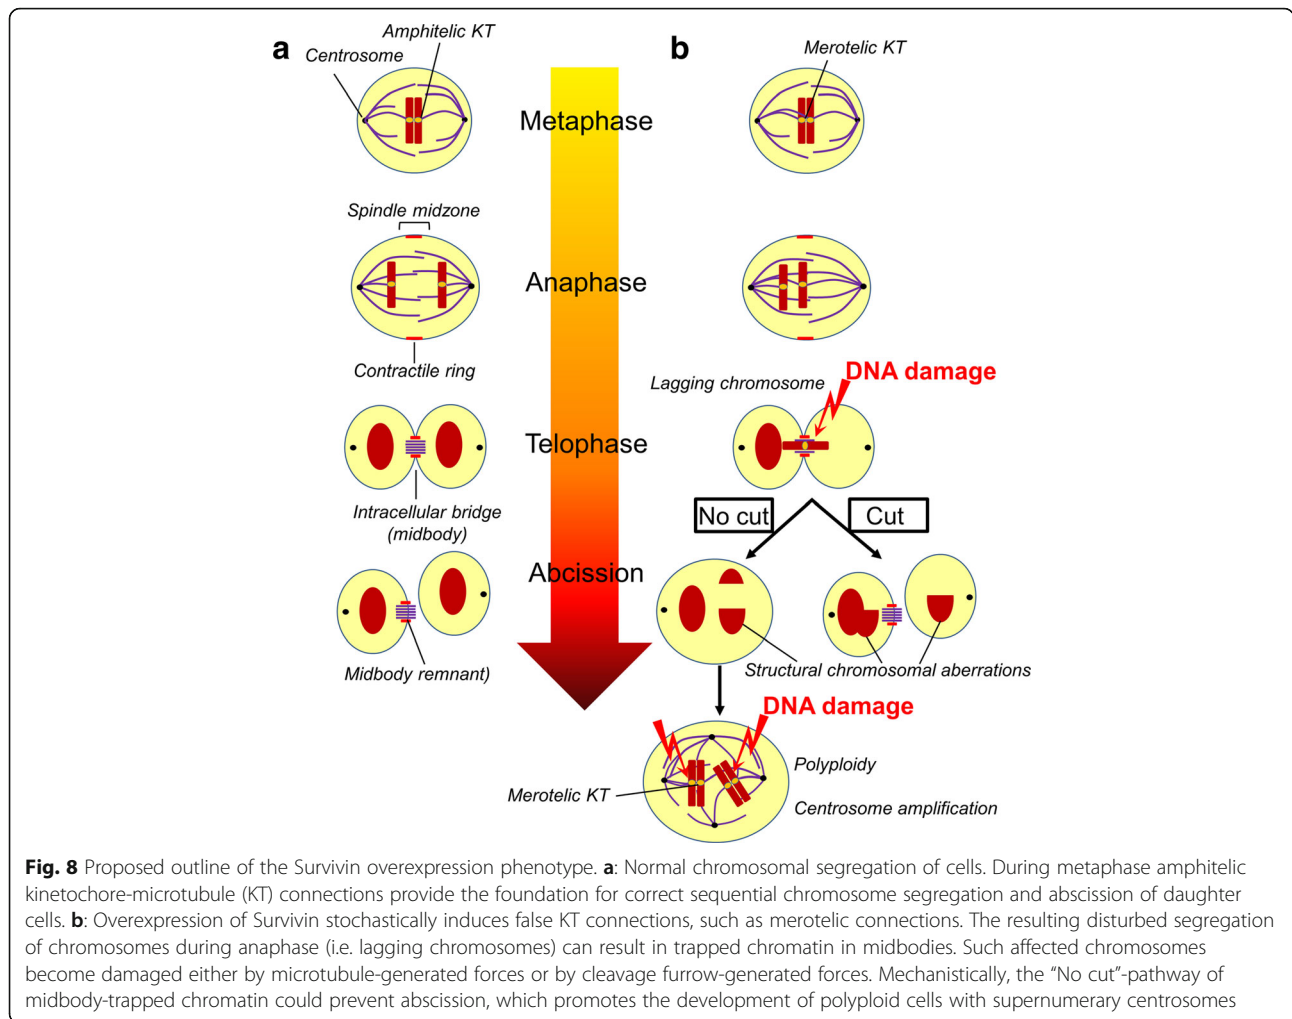 a
Amphitelic KT
b
Merotelic KT
Centrosome
Metaphase
Spindle midzone
Anaphase
Contractile ring
DNA damage
Lagging chromosome
Telophase
Intracellular bridge
(midbody)
No cut
Cut
Abcission
Midbody remnant)
Structural chromosomal aberrations
DNA damage
Polyploidy
Merotelic KT
Centrosome amplification
Fig. 8 Proposed outline of the Survivin overexpression phenotype. a: Normal chromosomal segregation of cells. During metaphase amphitelic
kinetochore-microtubule (KT) connections provide the foundation for correct sequential chromosome segregation and abscission of daughter
cells. b: Overexpression of Survivin stochastically induces false KT connections, such as merotelic connections. The resulting disturbed segregation
of chromosomes during anaphase (i.e. lagging chromosomes) can result in trapped chromatin in midbodies. Such affected chromosomes
become damaged either by microtubule-generated forces or by cleavage furrow-generated forces. Mechanistically, the “No cut”-pathway of
midbody-trapped chromatin could prevent abscission, which promotes the development of polyploid cells with supernumerary centrosomes